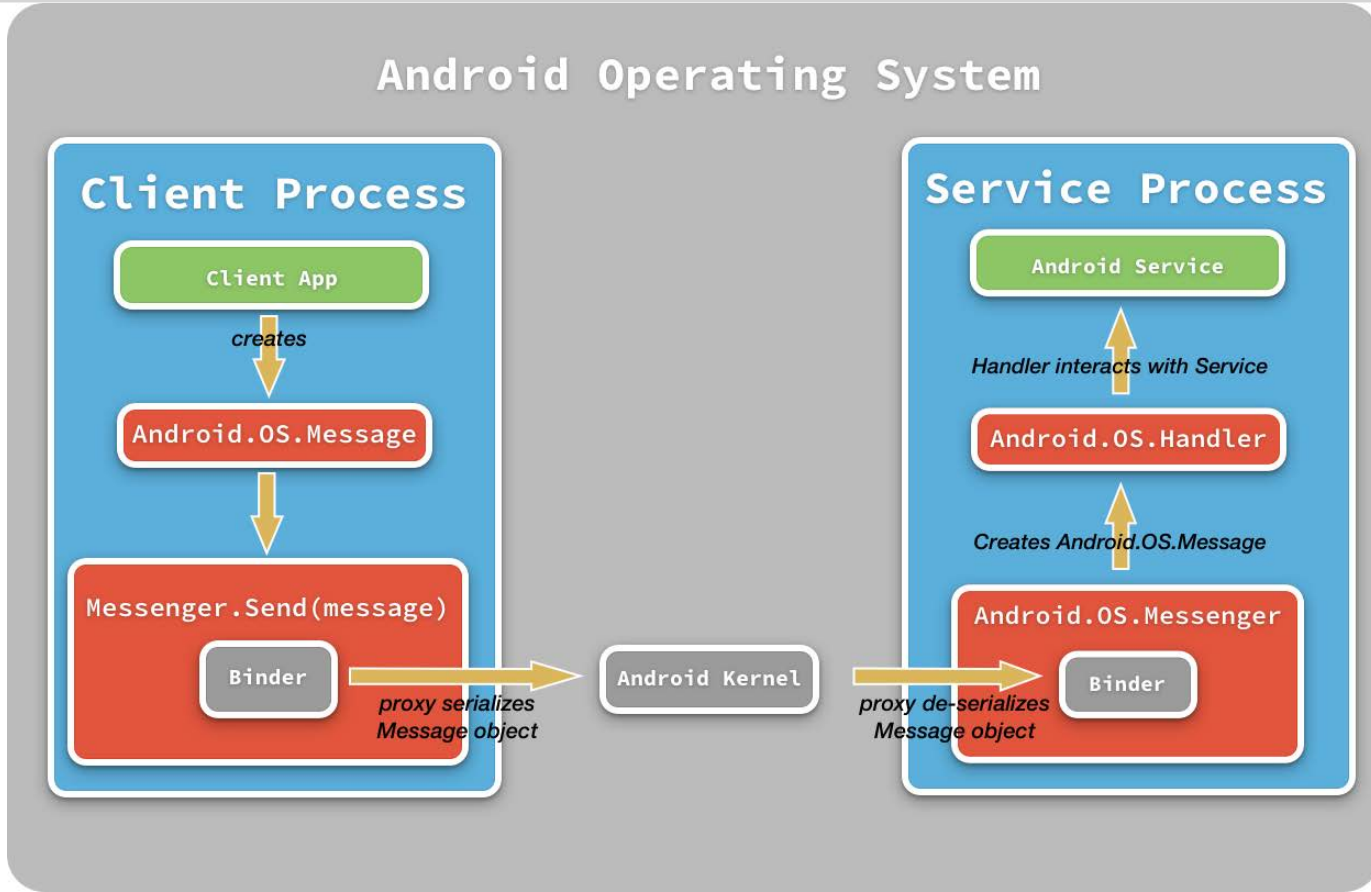 Android Operating System
Client Process
Client App
creates
Android.OS.Message
Messenger.Send(message)
Binder
proxy serializes
Message object
Android Kernel
proxy de-serializes
Message object
Service Process
Android Service
Handler interacts with Service
Android.OS.Handler
Creates Android.OS.Message
Android.OS.Messenger
Binder